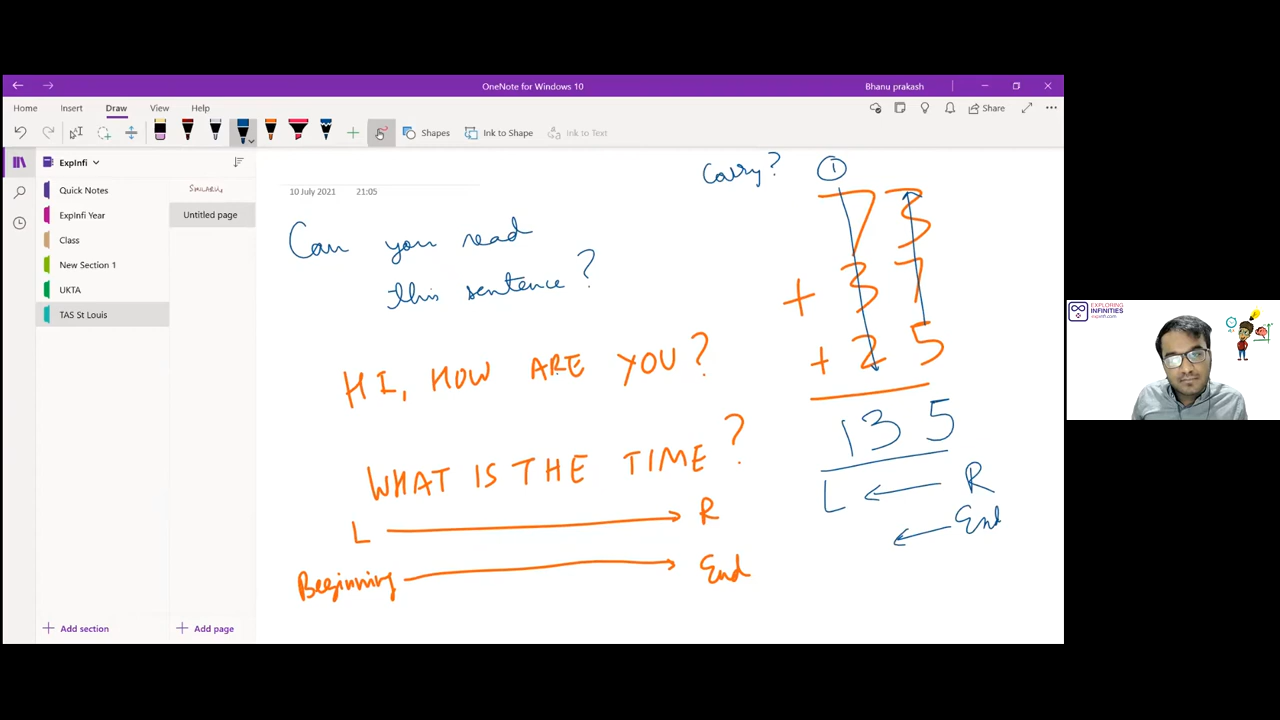 OneNote for Windows 10
Bhanu prakash
Home Insert Draw View Help
Share
Shapes
Ink to Shape
Ink to Text
ExpInfi
Quick Notes
ExpInfi Year
Class
New Section 1
UKTA
TAS St Louis
Add section
SIMILARLY
Untitled page
Add page
10 July 2021 21:05
Can you read
this sentence?
HI, HOW ARE YOU?
WHAT IS THE TIME?
L R
Beginning End
Carry? 1
73
+ 37
+ 25
135
L R
End
EXPLORING
INFINITIES